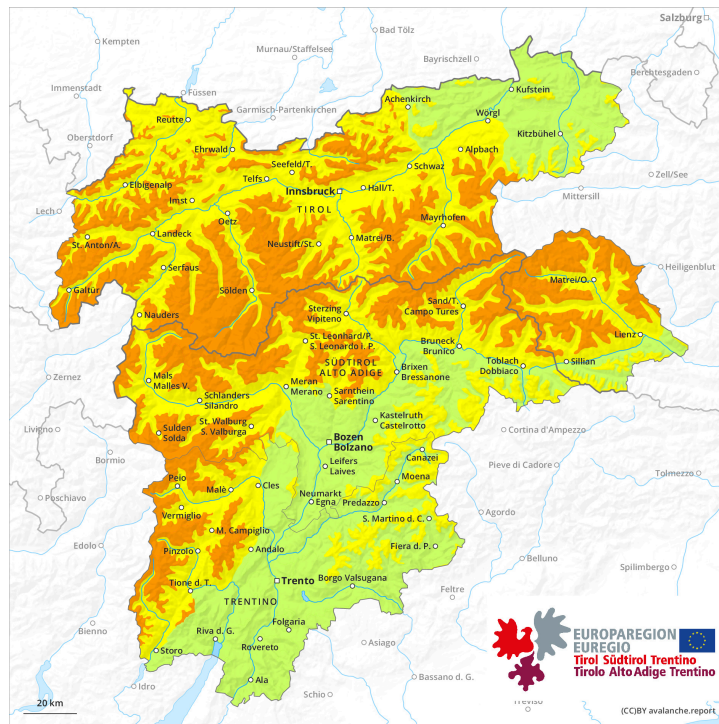 Salzburg
Bad Tölz
Kempten
Murnau/Staffelsee
Bayrischzell
Berchtesgaden
Immenstadt
Füssen
Kufstein
Garmisch-Partenkirchen
Achenkirch
Reutte
Wörgl
Oberstdorf
Kitzbühel
Ehrwald
Alpbach
Seefeld/T.
Schwaz
Telfs
Zell/See
Elbigenalp
Innsbruck
Hall/T.
Mittersill
Imst
TIROL
Lech
Oetz
Mayrhofen
Landeck
St. Anton/A.
Neustift/St.
Matrei/B.
Serfaus
Heiligenblut
Matrei/O.
Galtür
Sölden
Sand/T.
Campo Tures
Nauders
Sterzing
Vipiteno
Lienz
St. Leonhard/P.
S. Leonardo i. P.
Bruneck
Brunico
SÜDTIROL
ALTO ADIGE
Toblach
Dobbiaco
Sillian
Mals
Malles V.
Brixen
Bressanone
Zernez
Meran
Merano
Sarnthein
Sarentino
Schlanders
Silandro
St. Walburg
S. Valburga
Kastelruth
Castelrotto
Livigno
Sulden
Solda
Cortina d'Ampezzo
Bozen
Bolzano
Canazei
Bormio
Leifers
Laives
Pieve di Cadore
Tolmezzo
Peio
Moena
Malè
Cles
Poschiavo
Neumarkt
Egna
Predazzo
Vermiglio
Agordo
S. Martino d. C.
M. Campiglio
Edolo
Fiera d. P.
Pinzolo
Andalo
Belluno
Spilimbergo
Trento
Borgo Valsugana
Tione d. T.
Feltre
TRENTINO
Folgaria
Bienno
Riva d. G.
Rovereto
Asiago
Storo
Ala
Bassano d. G.
Idro
Schio
EUROPAREGION
EUREGIO
Tirol Südtirol Trentino
Tirolo Alto Adige Trentino
Treviso
20 km
(CC)BY avalanche.report